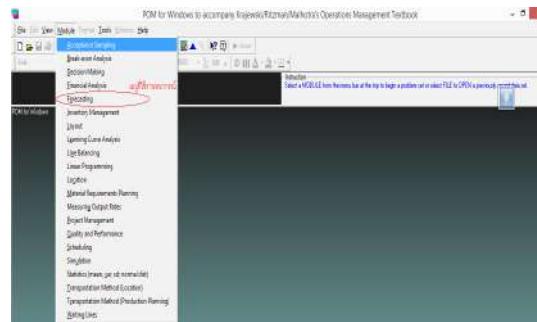 POM for Windows to accompany Krajewski/Ritzman/Malhotra's Operations Management Textbook
File Edit View Module Format Tools Window Help
Acceptance Sampling
Break-even Analysis
Decision Making
Financial Analysis
Forecasting
Inventory Management
Layout
Learning Curve Analysis
Line Balancing
Linear Programming
Location
Material Requirements Planning
Measuring Output Rates
Project Management
Quality and Performance
Scheduling
Simulation
Statistics (mean, var, sd; normal dist)
Transportation Method (Location)
Transportation Method (Production Planning)
Waiting Lines
Instruction
Select a MODULE from the menu bar at the top to begin a problem set or select FILE to OPEN a previously saved data set.
POM for Windows